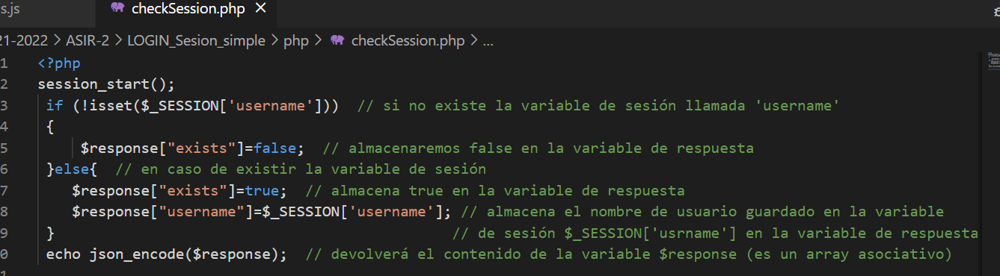 s.js
checkSession.php ×
21-2022 > ASIR-2 > LOGIN_Sesion_simple > php > checkSession.php > ...
1 <?php
2 session_start();
3 if (!isset($_SESSION['username'])) // si no existe la variable de sesión llamada 'username'
4 {
5 $response["exists"]=false; // almacenaremos false en la variable de respuesta
6 }else{ // en caso de existir la variable de sesión
7 $response["exists"]=true; // almacena true en la variable de respuesta
8 $response["username"]=$_SESSION['username']; // almacena el nombre de usuario guardado en la variable
9 } // de sesión $_SESSION['usrname'] en la variable de respuesta
0 echo json_encode($response); // devolverá el contenido de la variable $response (es un array asociativo)
1